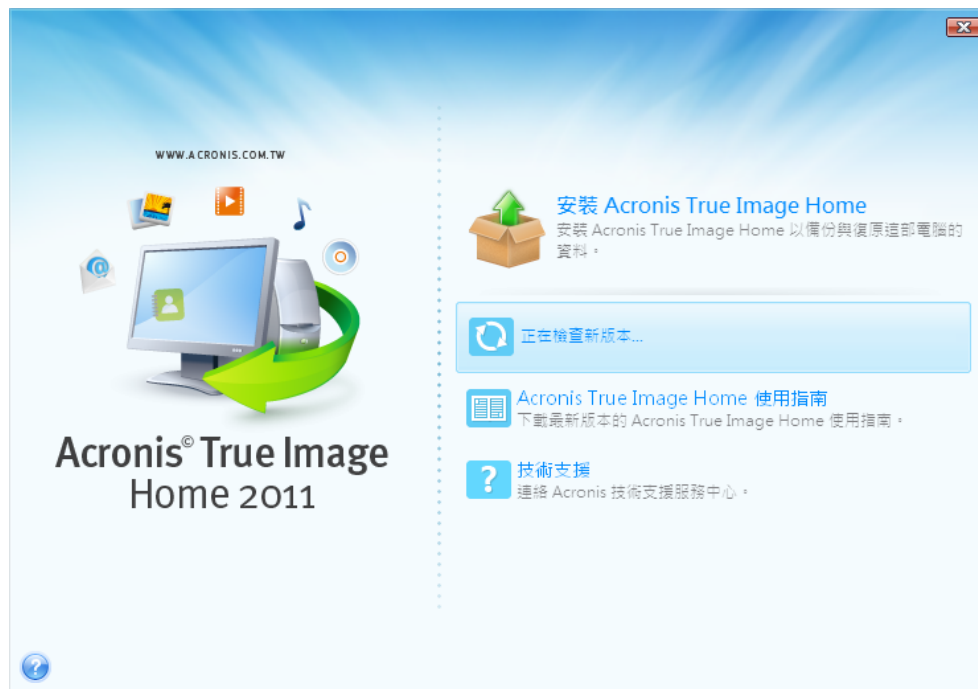 WWW.ACRONIS.COM.TW
Acronis© True Image
Home 2011
安裝 Acronis True Image Home
安裝 Acronis True Image Home 以備份與復原這部電腦的
資料。
正在檢查新版本...
Acronis True Image Home 使用指南
下載最新版本的 Acronis True Image Home 使用指南。
技術支援
連絡 Acronis 技術支援服務中心。